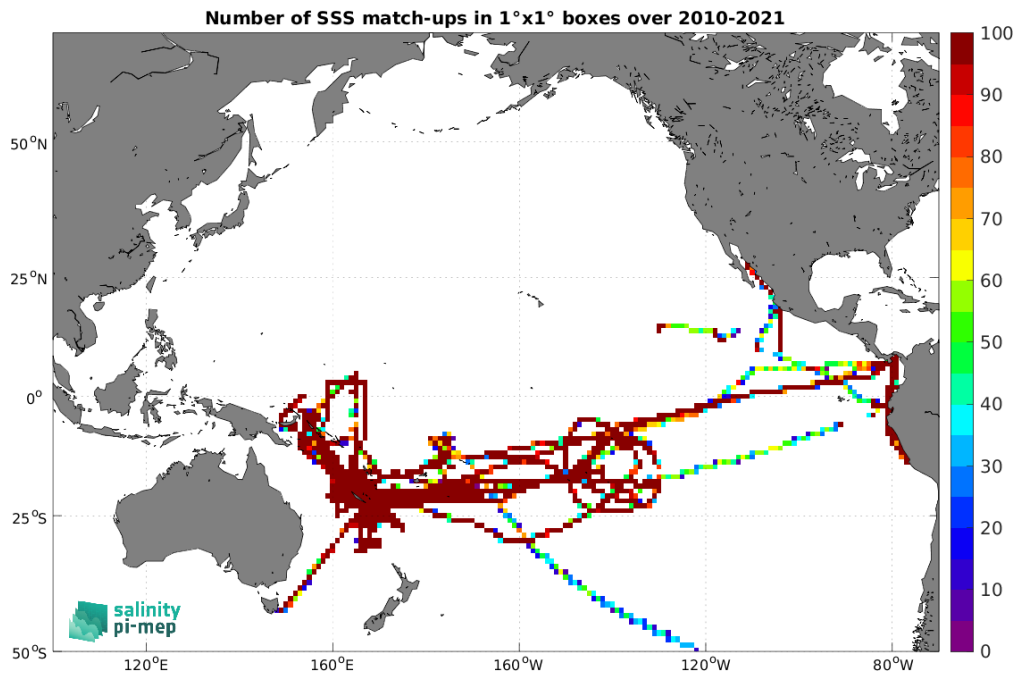 Number of SSS match-ups in 1°x1° boxes over 2010-2021
100
90
80
70
60
50
40
30
20
10
0
50°N
25°N
0°
25°S
50°S
120°E
160°E
160°W
120°W
80°W
salinity
pi-mep